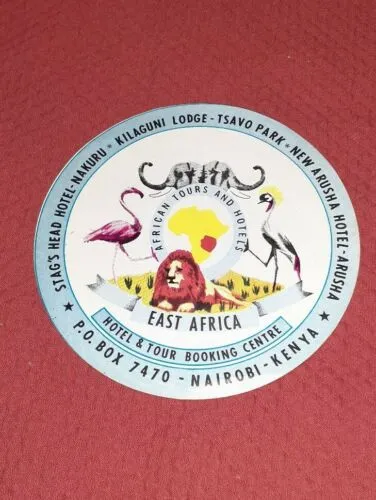 STAG'S HEAD HOTEL-NAKURU ★ KILAGUNI LODGE-TSAVO PARK ★ NEW ARUSHA HOTEL-ARUSHA
AFRICAN TOURS AND HOTELS
EAST AFRICA
HOTEL & TOUR BOOKING CENTRE
★ P.O. BOX 7470 - NAIROBI - KENYA ★